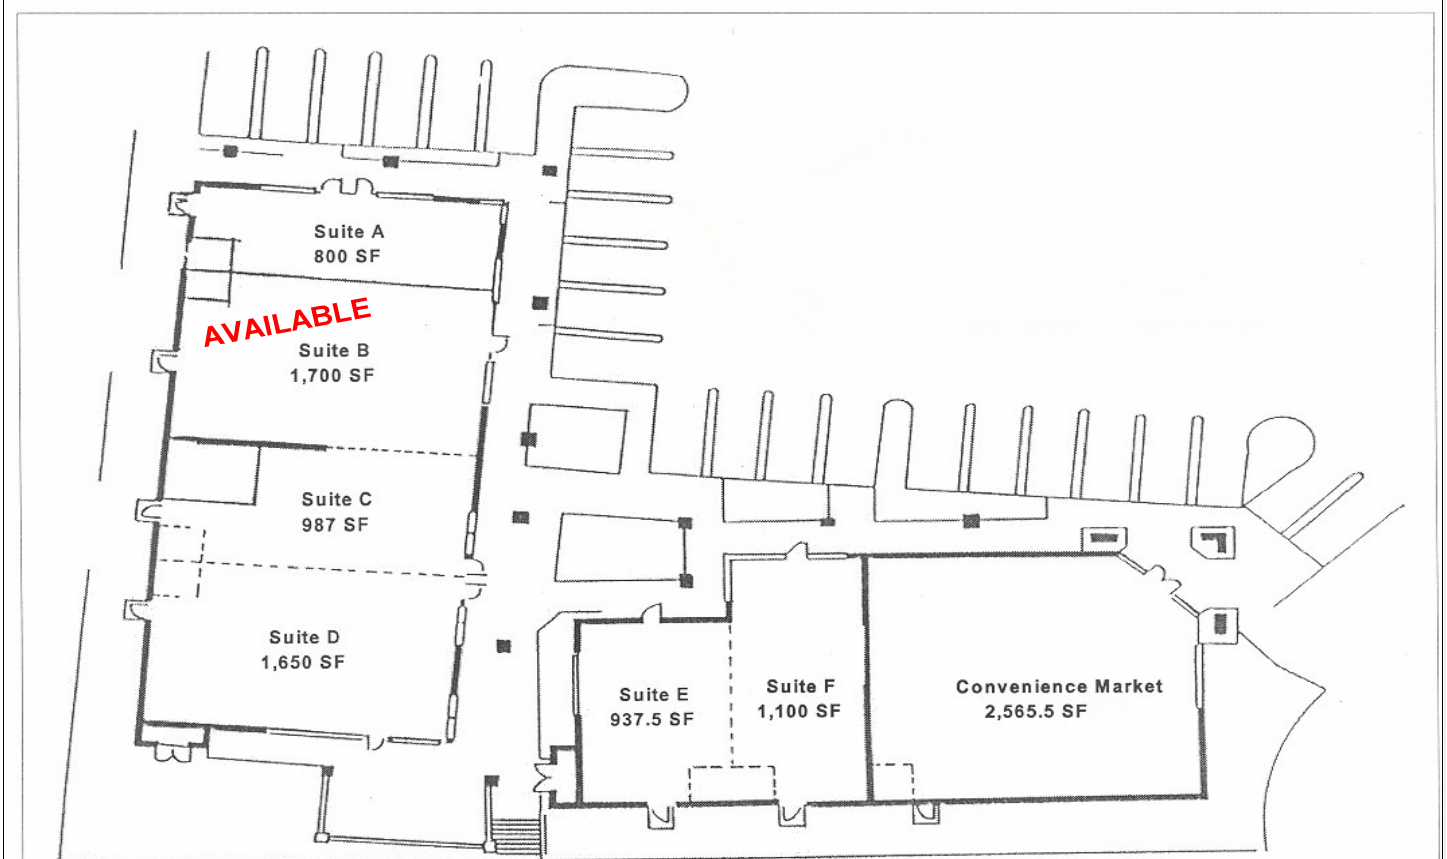 Suite A
800 SF
AVAILABLE
Suite B
1,700 SF
Suite C
987 SF
Suite D
1,650 SF
Suite E
937.5 SF
Suite F
1,100 SF
Convenience Market
2,565.5 SF